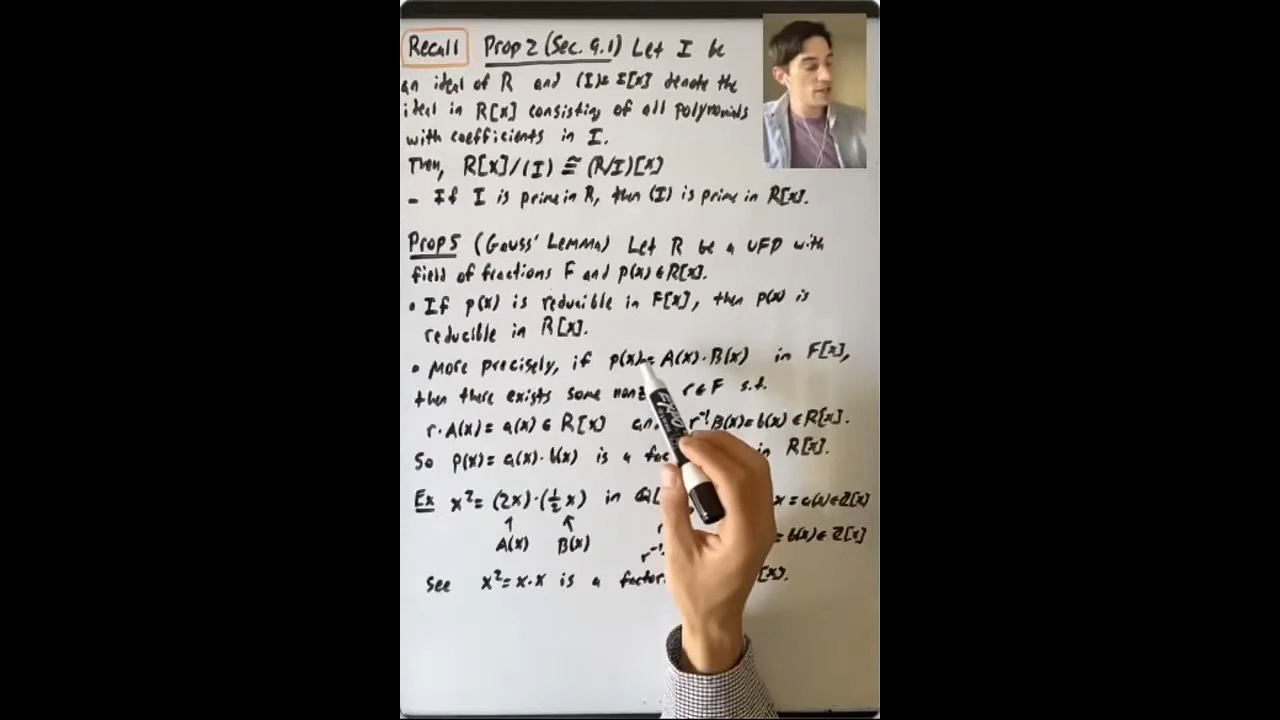 Recall Prop 2 (Sec. 9.1) Let I be
an ideal of R and (I)= I[x] denote the
ideal in R[x] consisting of all polynomials
with coefficients in I.
Then, R[x]/(I) ≅ (R/I)[x]
- If I is prime in R, then (I) is prime in R[x].
Prop 5 (Gauss' Lemma) Let R be a UFD with
field of fractions F and p(x) ∈ R[x].
• If p(x) is reducible in F[x], then p(x) is
reducible in R[x].
• More precisely, if p(x)= A(x)·B(x) in F[x],
then there exists some r ∈ F s.t.
r·A(x) = a(x) ∈ R[x] r⁻¹B(x)=b(x) ∈ R[x].
So p(x)= a(x)·b(x) is a in R[x].
Ex x²= (2x)·(½x) in x = a(x) ∈ Z[x]
↑ ↖
A(x) B(x) r⁻¹ = b(x) ∈ Z[x]
See x²= x·x is a
EXPO